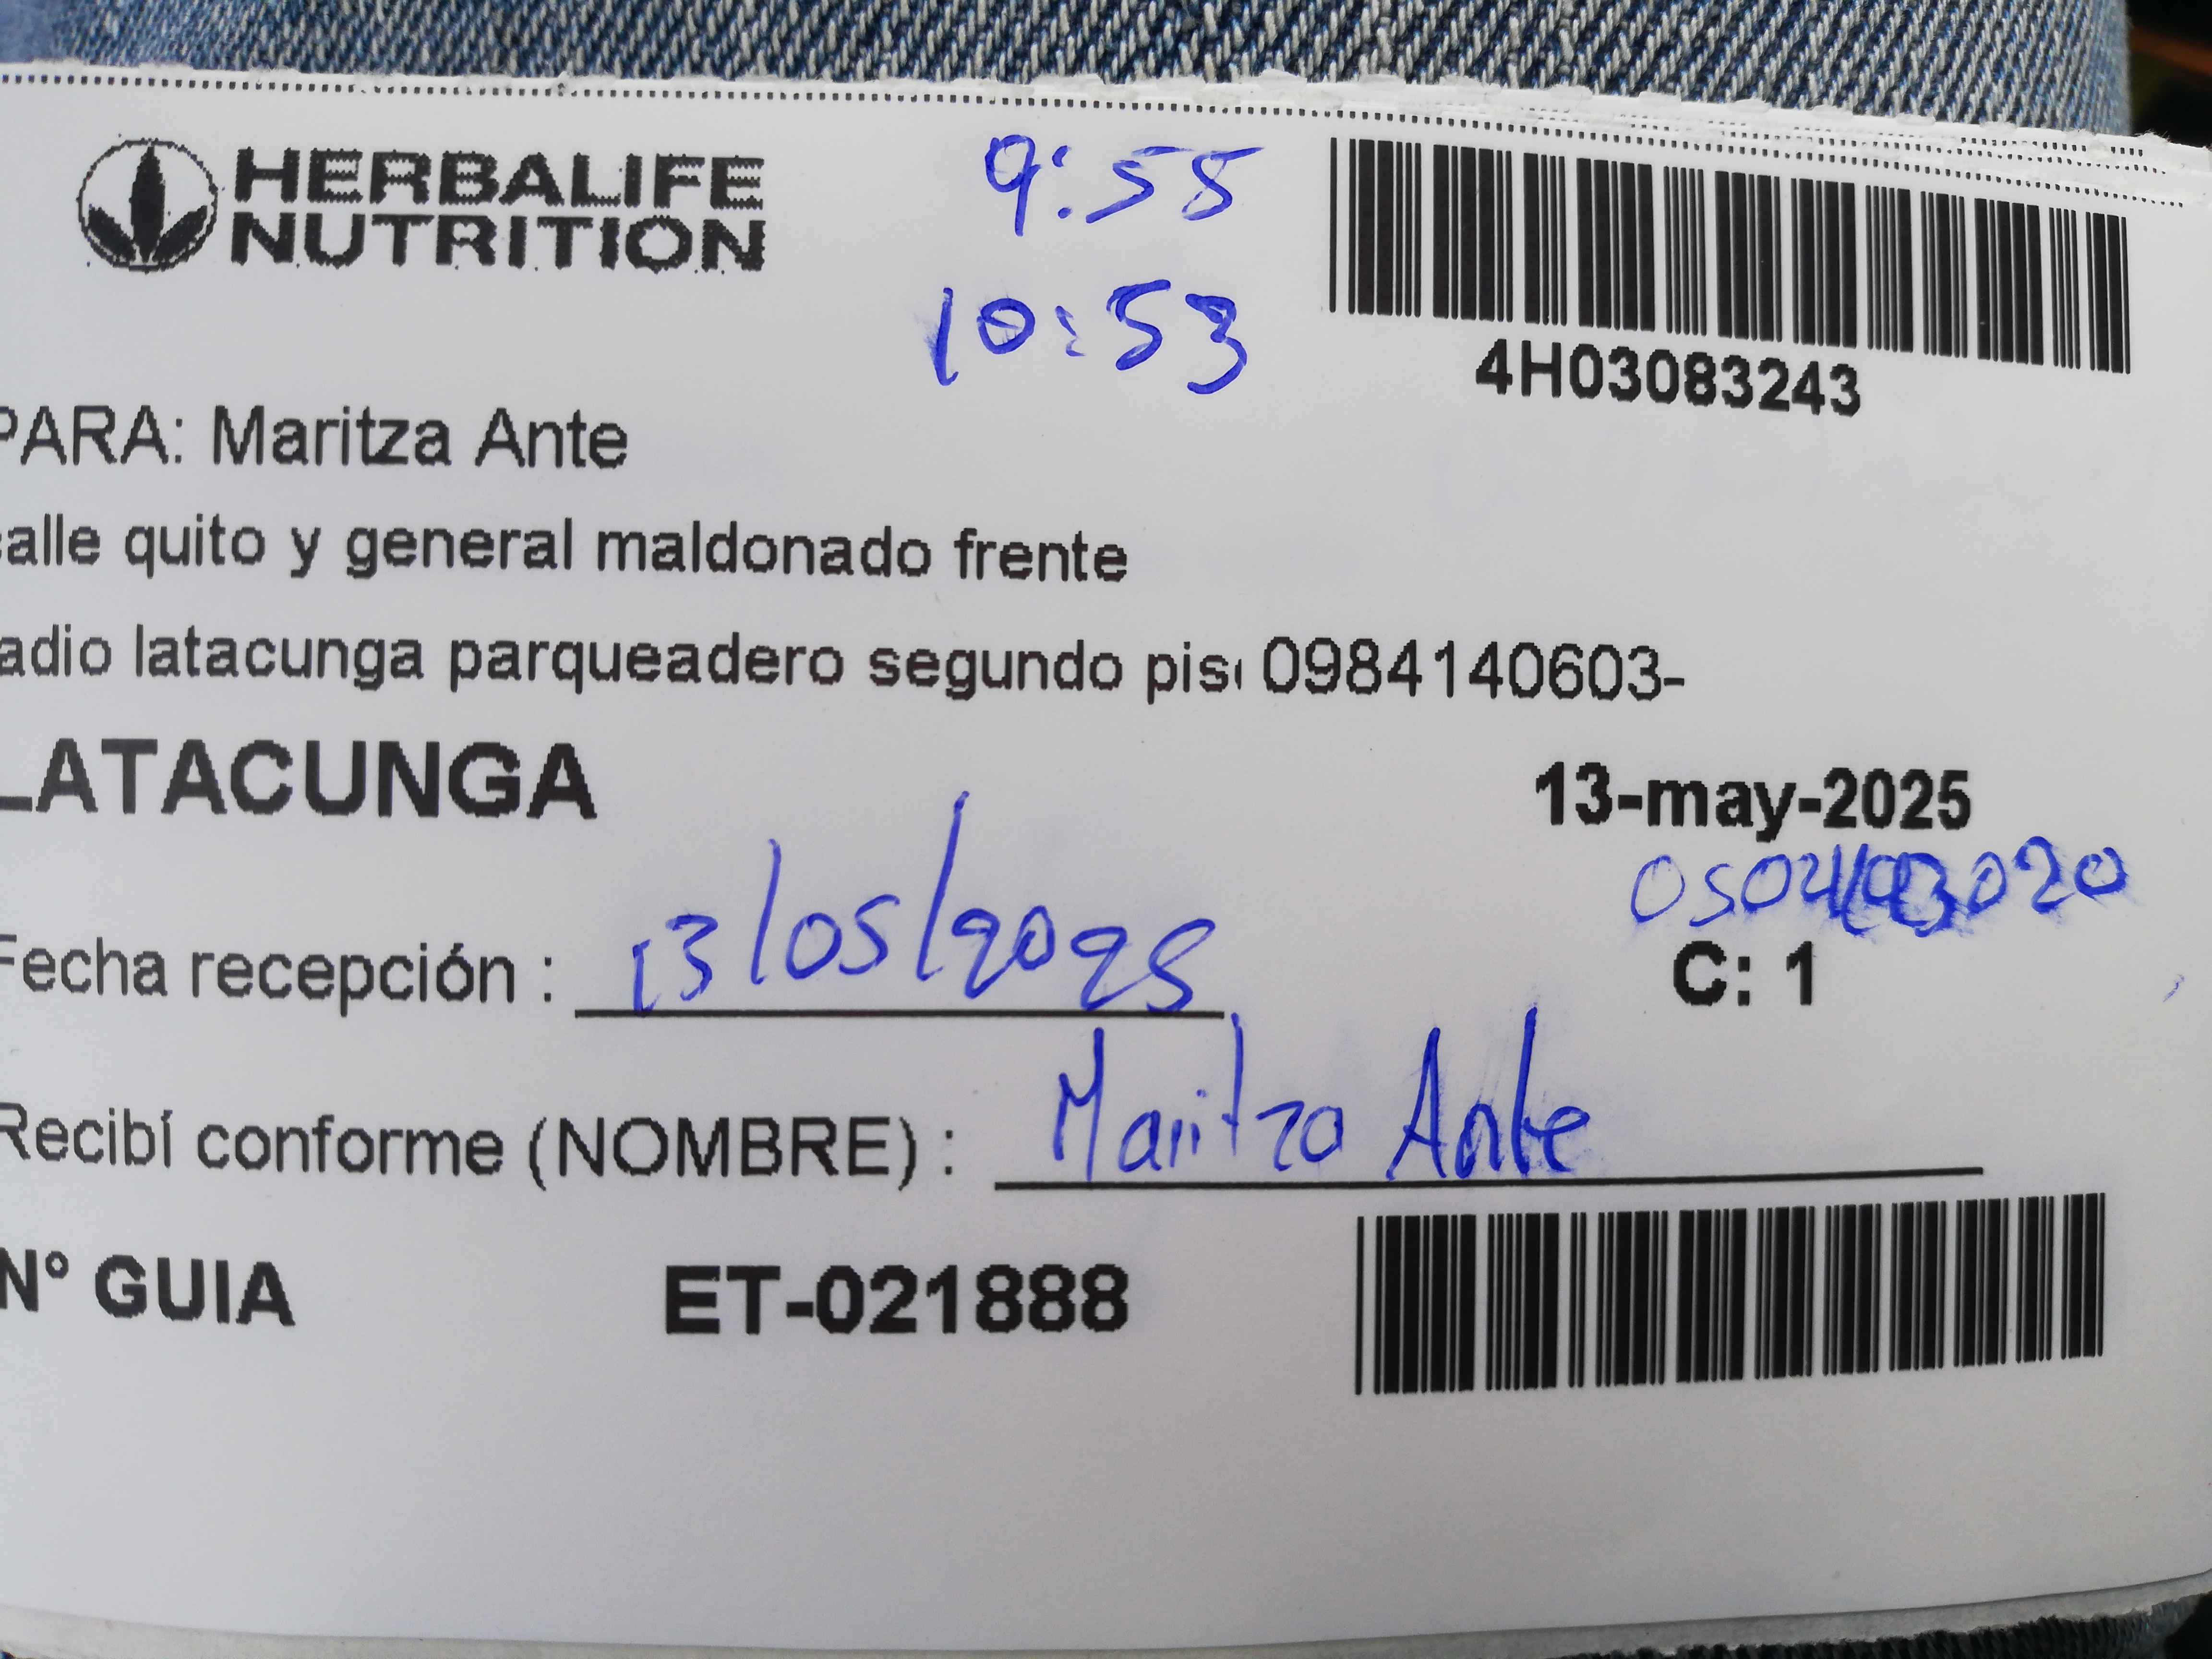 HERBALIFE
NUTRITION
9:55
10:53
4H03083243
PARA: Maritza Ante
calle quito y general maldonado frente
adio latacunga parqueadero segundo pis 0984140603-
LATACUNGA
13-may-2025
Fecha recepción : 13/05/2025
C: 1
Recibí conforme (NOMBRE) : Maritza Ante
N° GUIA ET-021888